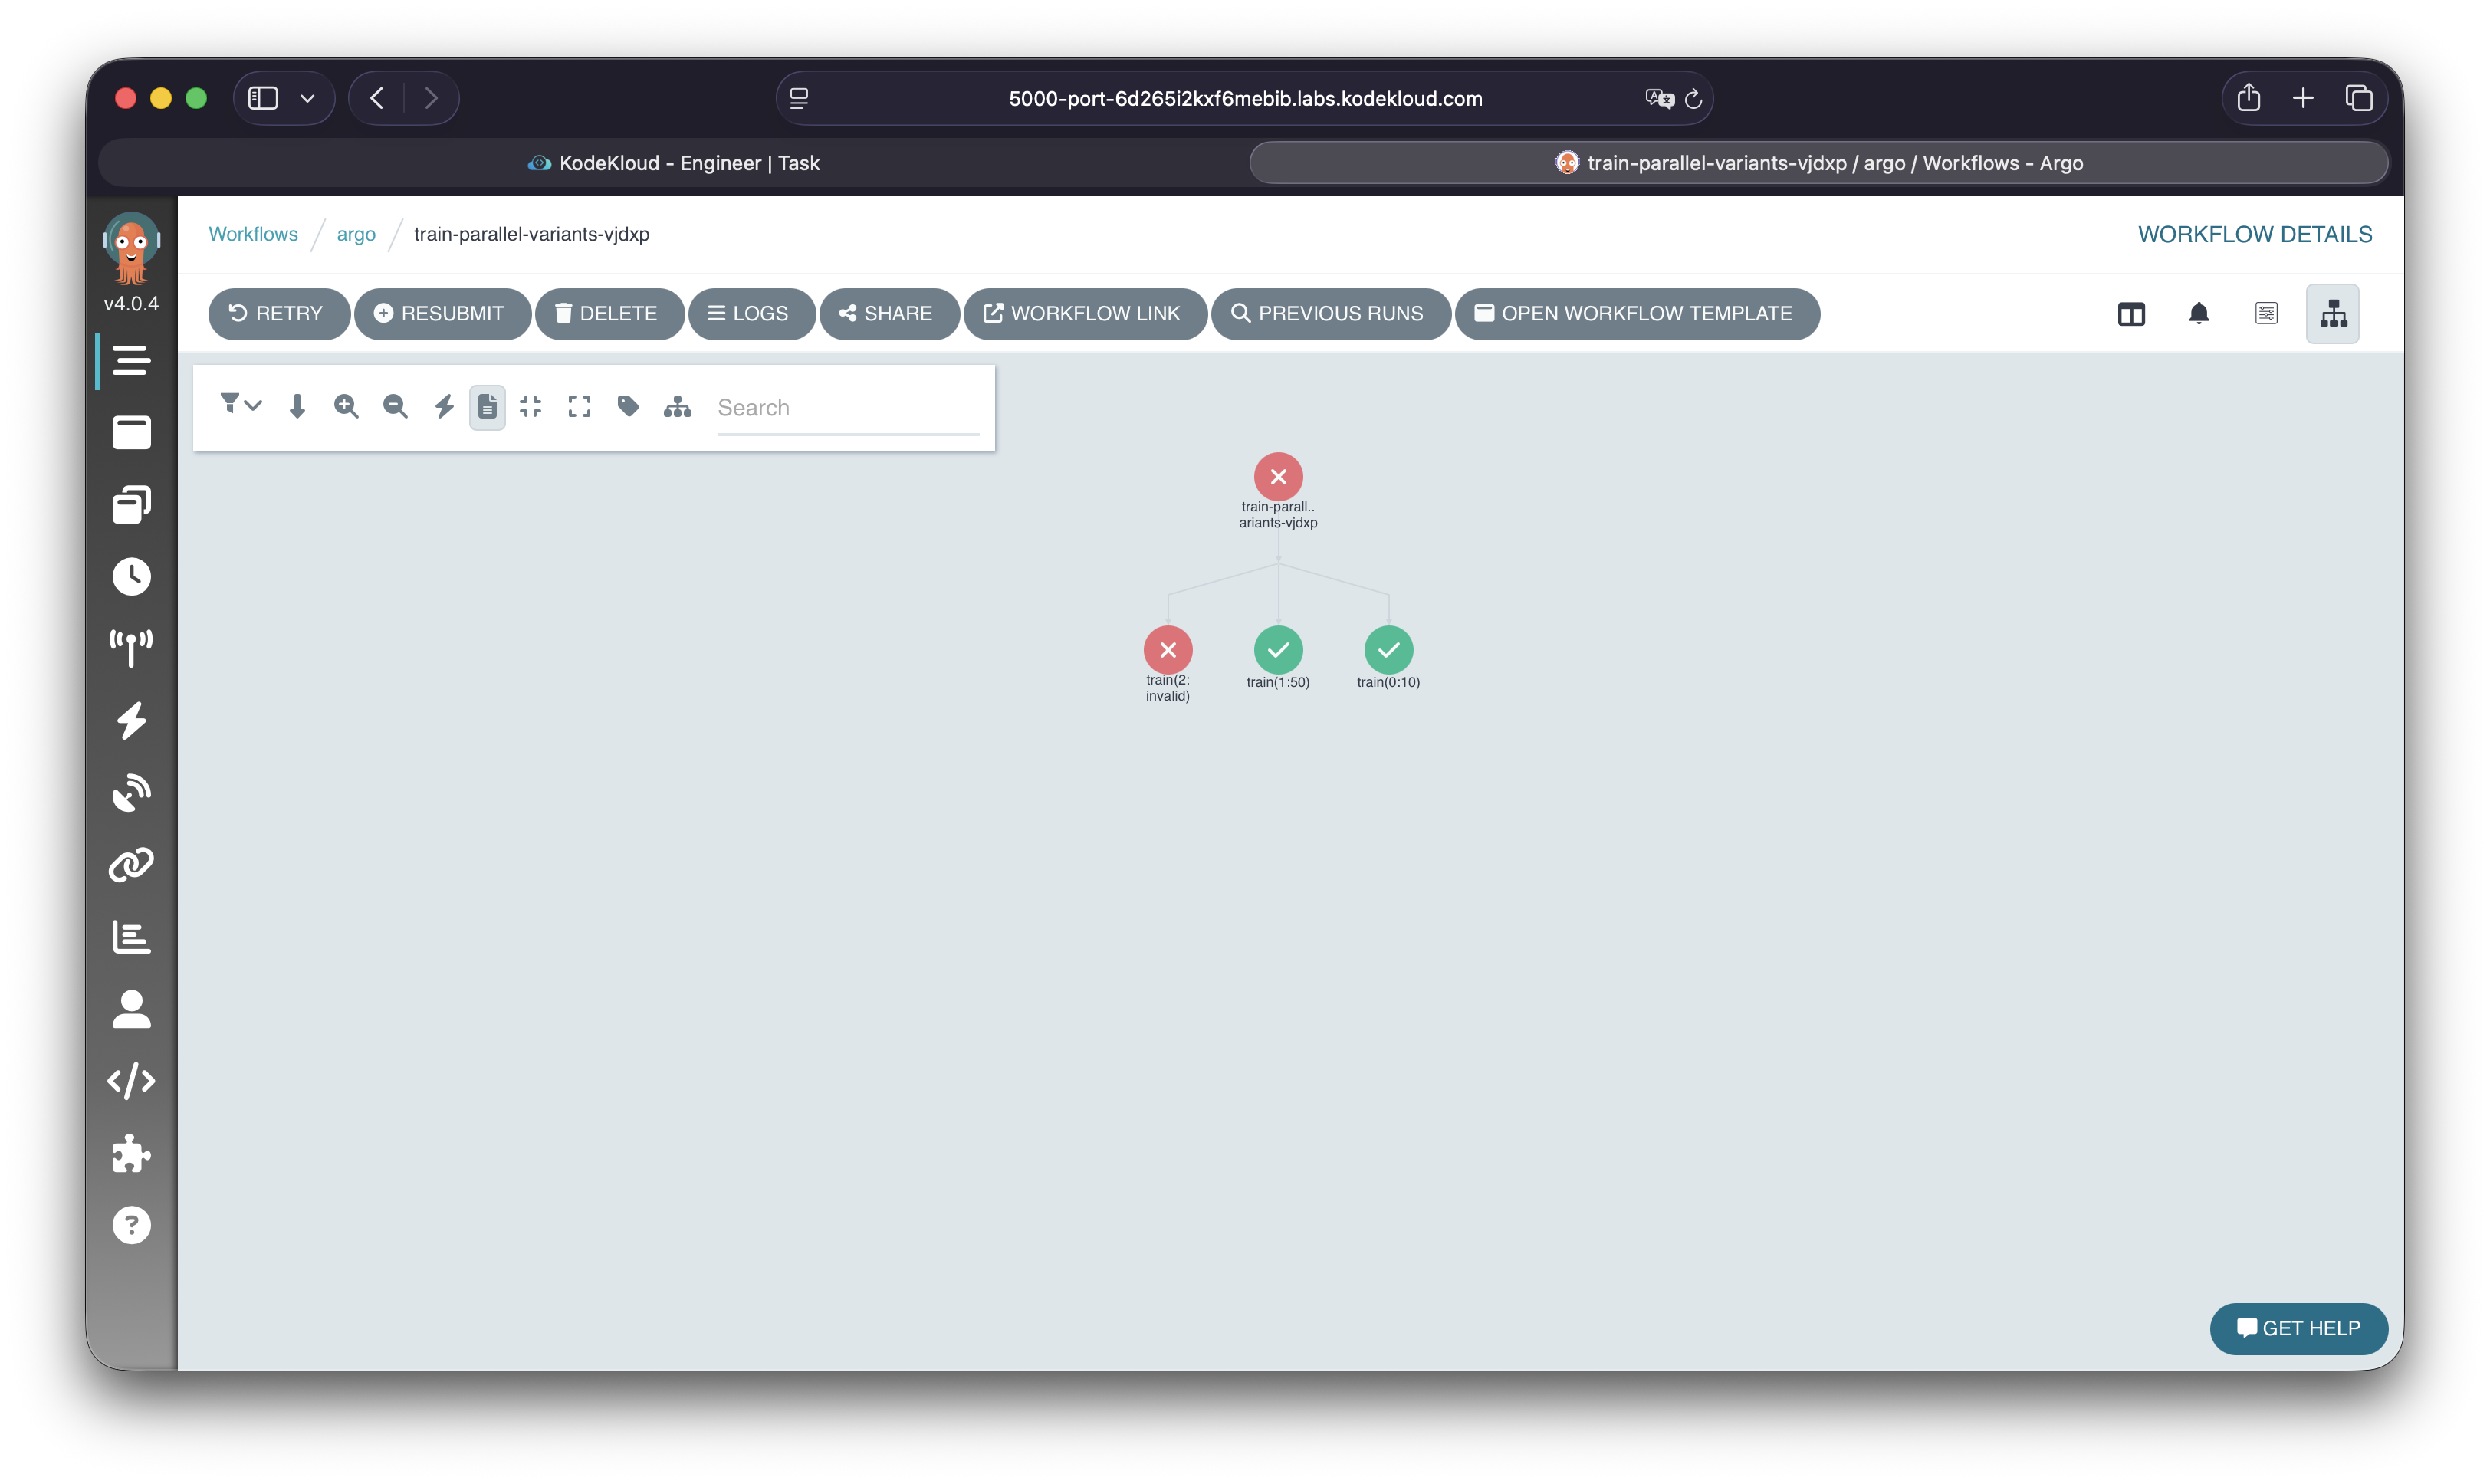 5000-port-6d265i2kxf6mebib.labs.kodekloud.com
KodeKloud - Engineer | Task
train-parallel-variants-vjdxp / argo / Workflows - Argo
v4.0.4
Workflows / argo / train-parallel-variants-vjdxp
WORKFLOW DETAILS
RETRY
RESUBMIT
DELETE
LOGS
SHARE
WORKFLOW LINK
PREVIOUS RUNS
OPEN WORKFLOW TEMPLATE
Search
train-parall..
ariants-vjdxp
train(2:
invalid)
train(1:50)
train(0:10)
GET HELP